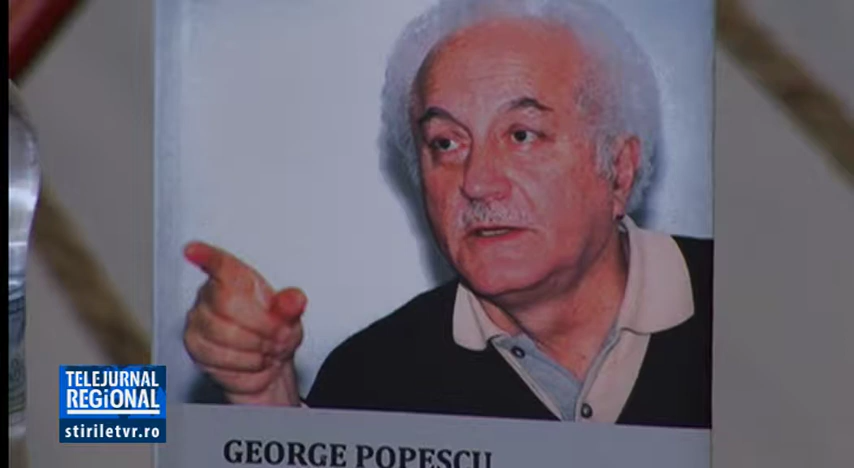 TELEJURNAL
REGIONAL
stiriletvr.ro
GEORGE POPESCU